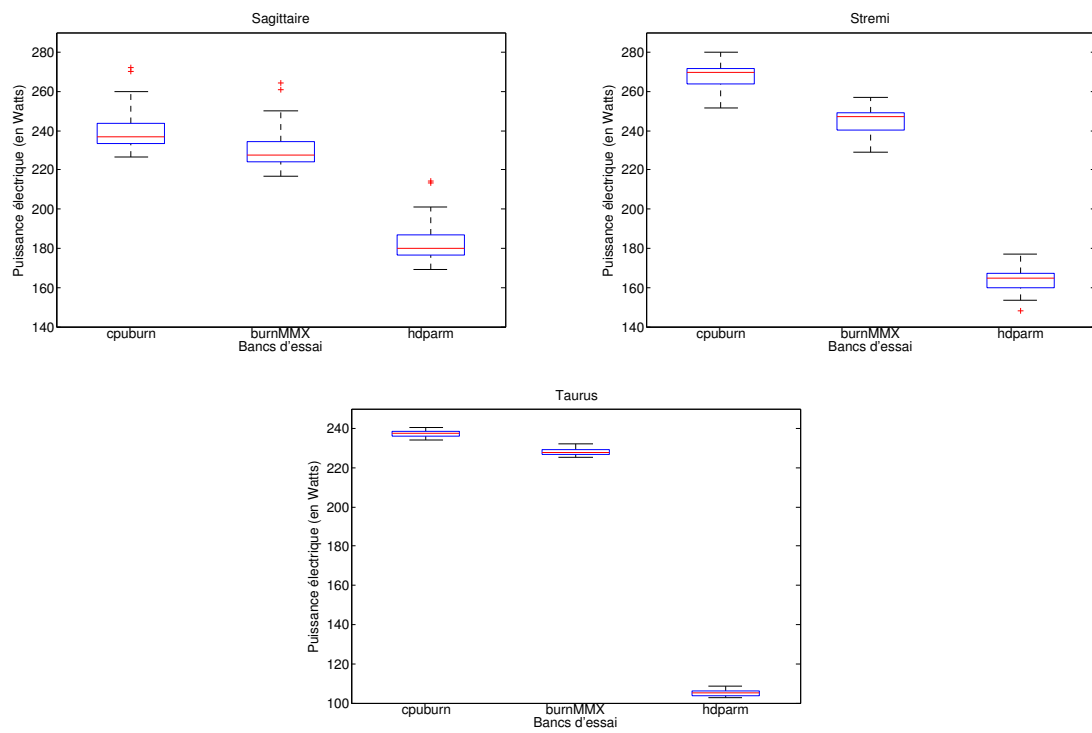 Sagittaire
Puissance électrique (en Watts)
280
260
240
220
200
180
160
140
cpuburn burnMMX hdparm
Bancs d'essai
Stremi
Puissance électrique (en Watts)
280
260
240
220
200
180
160
140
cpuburn burnMMX hdparm
Bancs d'essai
Taurus
Puissance électrique (en Watts)
240
220
200
180
160
140
120
100
cpuburn burnMMX hdparm
Bancs d'essai